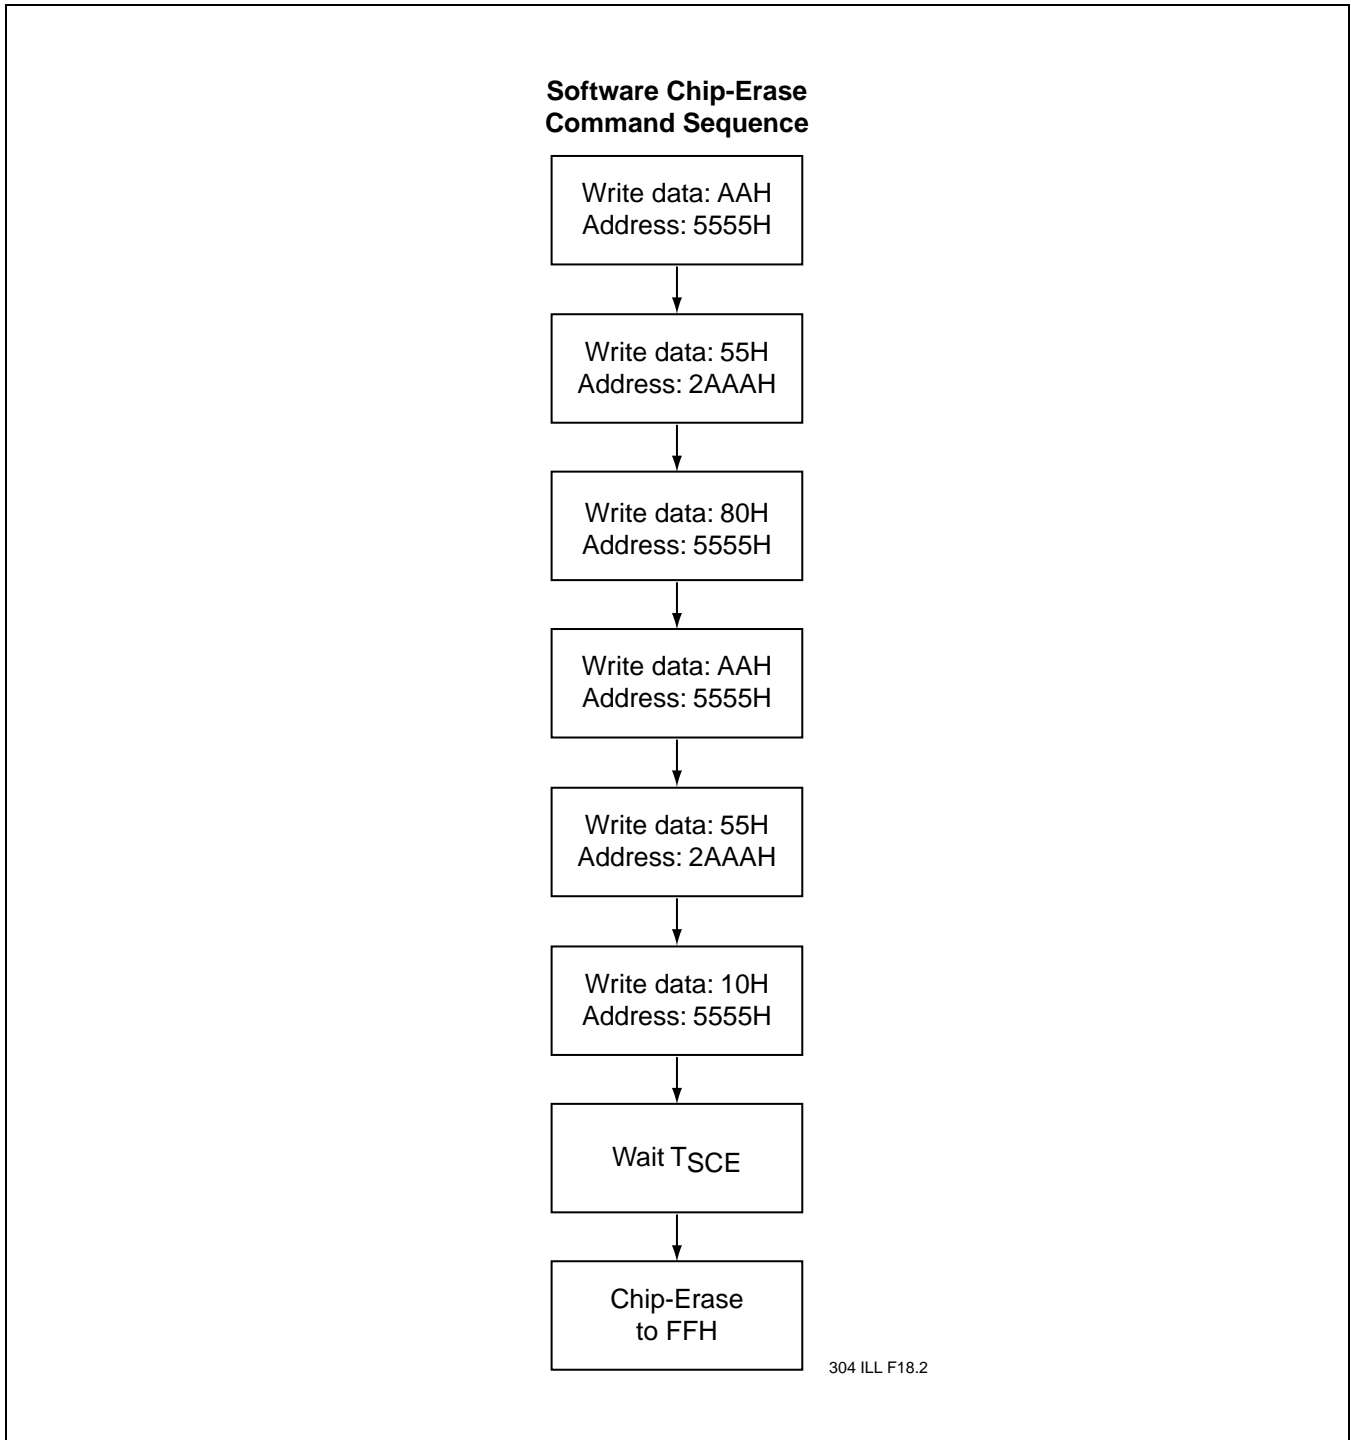 Software Chip-Erase
Command Sequence
Write data: AAH
Address: 5555H
Write data: 55H
Address: 2AAAH
Write data: 80H
Address: 5555H
Write data: AAH
Address: 5555H
Write data: 55H
Address: 2AAAH
Write data: 10H
Address: 5555H
Wait TSCE
Chip-Erase
to FFH
304 ILL F18.2